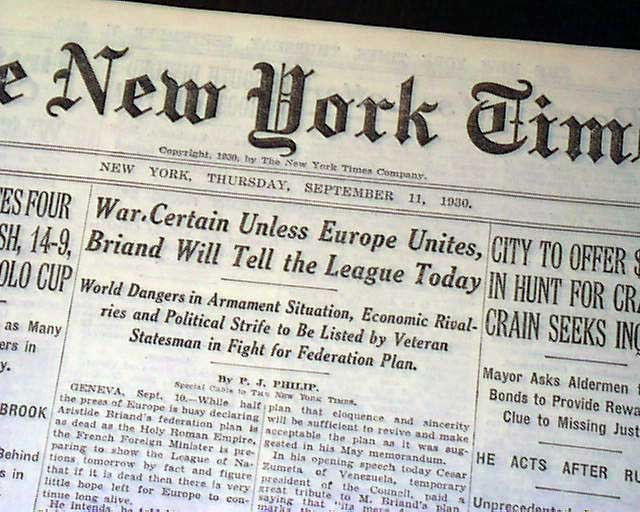 e New York Tim
Copyright, 1930, by The New York Times Company.
NEW YORK, THURSDAY, SEPTEMBER 11, 1930.
ES FOUR
SH, 14-9,
OLO CUP
as Many
ers in
y.
BROOK
Behind
s in
War Certain Unless Europe Unites,
Briand Will Tell the League Today
World Dangers in Armament Situation, Economic Rival-
ries and Political Strife to Be Listed by Veteran
Statesman in Fight for Federation Plan.
By P. J. PHILIP.
Special Cable to THE NEW YORK TIMES.
GENEVA, Sept. 10.—While half
the press of Europe is busy declaring
Aristide Briand's federation plan is
as dead as the Holy Roman Empire,
the French Foreign Minister is pre-
paring to show the League of Na-
tions tomorrow by fact and figure
that if it is dead then there is very
little hope left for Europe to con-
tinue long alive.
He intends,
plan that eloquence and sincerity
will be sufficient to revive and make
acceptable the plan as it was sug-
gested in his May memorandum.
In his opening speech today Cesar
Zumeta of Venezuela, temporary
president of the Council, paid a
great tribute to M. Briand's plan,
saying that
CITY TO OFFER $
IN HUNT FOR CRA
CRAIN SEEKS INQ
Mayor Asks Aldermen
Bonds to Provide Rewa
Clue to Missing Just
HE ACTS AFTER RU
Unprecedented